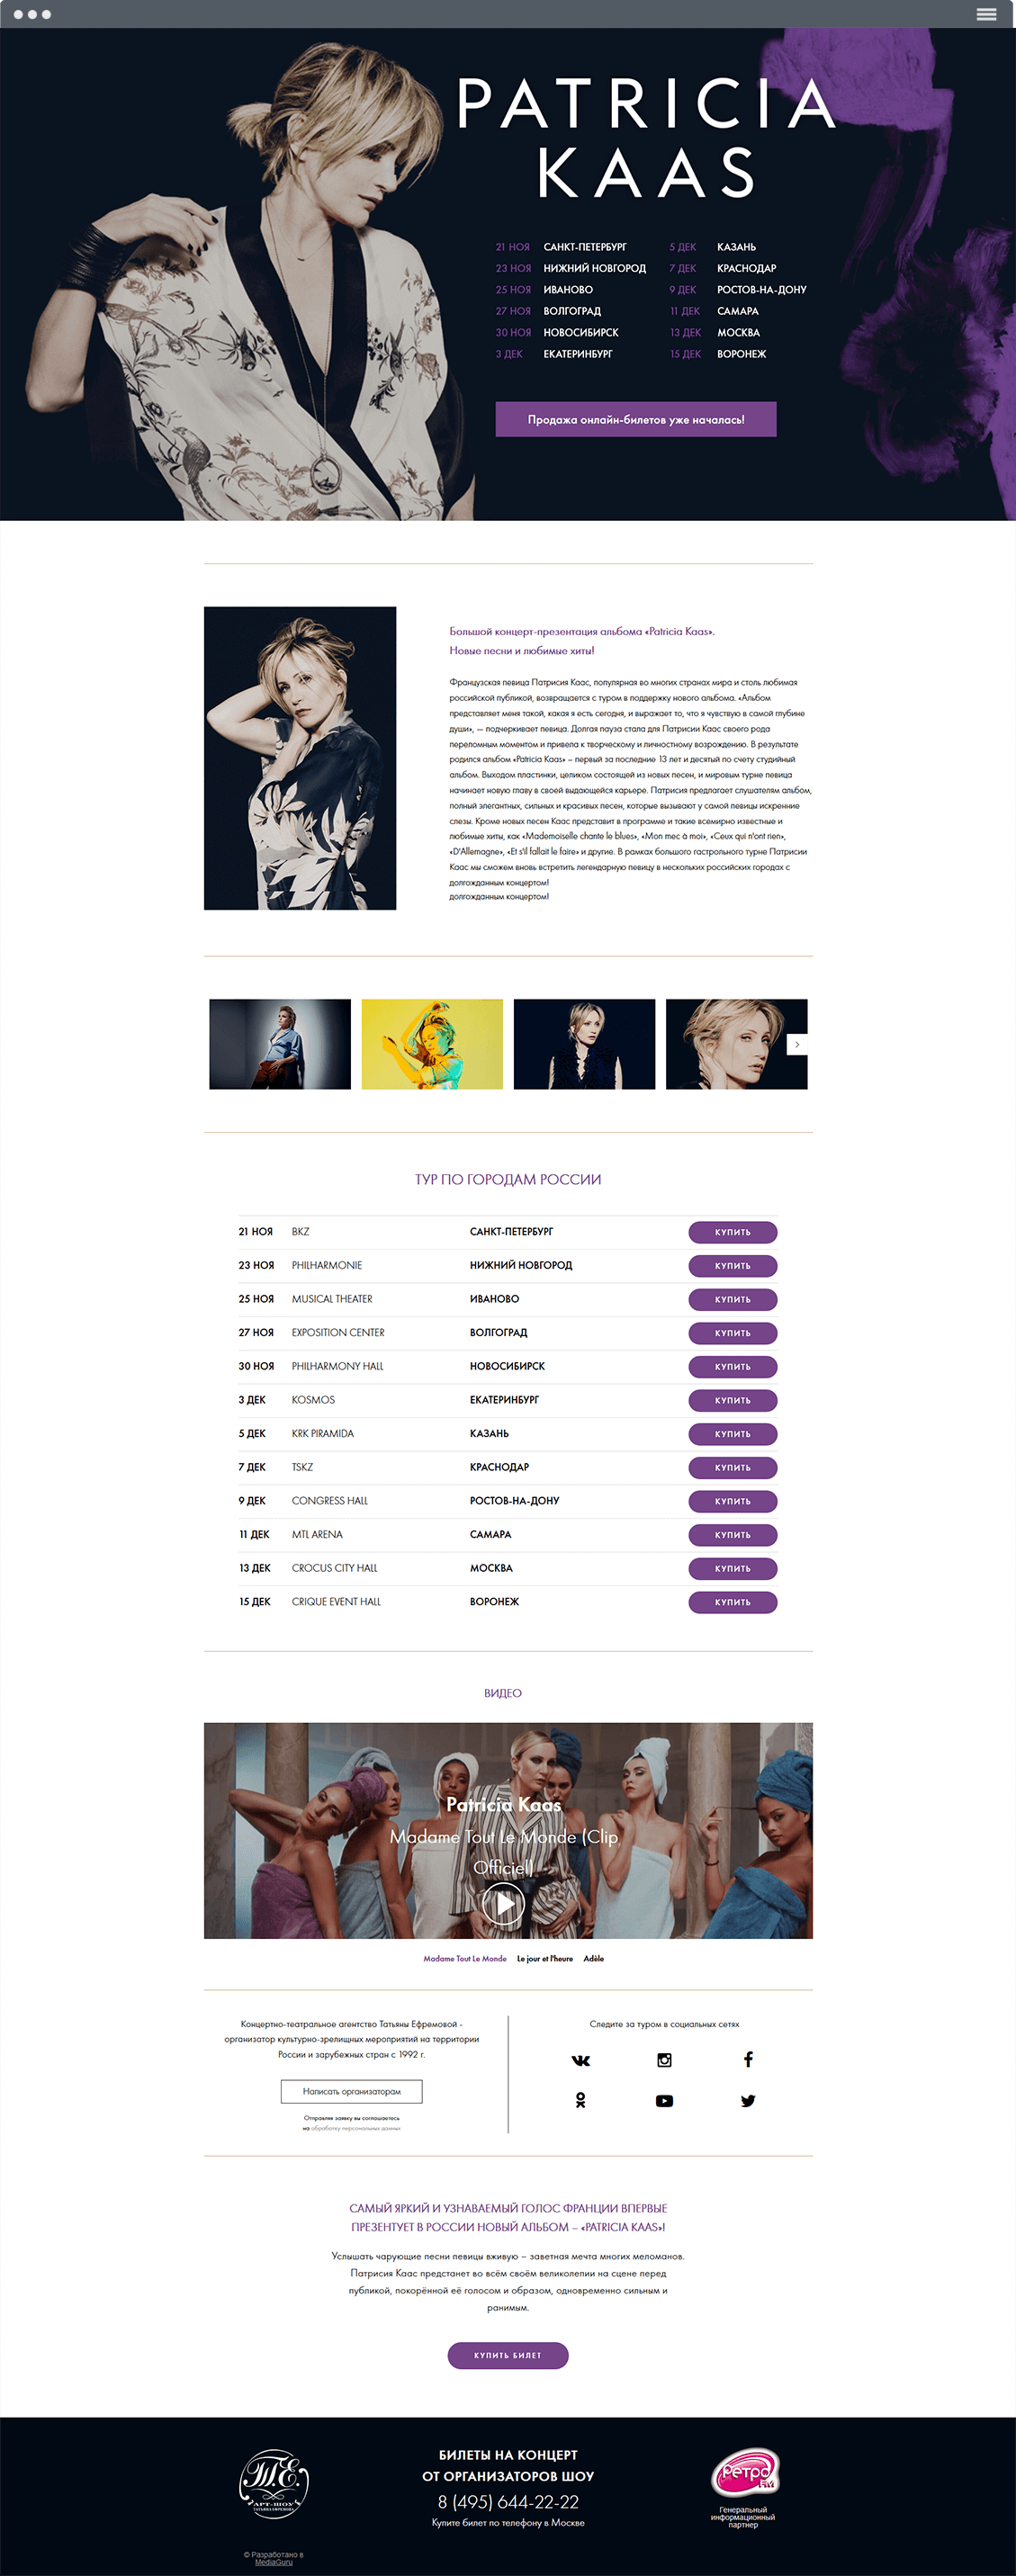 PATRICIA
KAAS
21 НОЯ САНКТ-ПЕТЕРБУРГ 5 ДЕК КАЗАНЬ
23 НОЯ НИЖНИЙ НОВГОРОД 7 ДЕК КРАСНОДАР
25 НОЯ ИВАНОВО 9 ДЕК РОСТОВ-НА-ДОНУ
27 НОЯ ВОЛГОГРАД 11 ДЕК САМАРА
30 НОЯ НОВОСИБИРСК 13 ДЕК МОСКВА
3 ДЕК ЕКАТЕРИНБУРГ 15 ДЕК ВОРОНЕЖ
Продажа онлайн-билетов уже началась!
Большой концерт-презентация альбома «Patricia Kaas».
Новые песни и любимые хиты!
Французская певица Патрисия Каас, популярная во многих странах мира и столь любимая
российской публикой, возвращается с туром в поддержку нового альбома. «Альбом
представляет меня такой, какая я есть сегодня, и выражает то, что я чувствую в самой глубине
души», — подчеркивает певица. Долгая пауза стала для Патрисии Каас своего рода
переломным моментом и привела к творческому и личностному возрождению. В результате
родился альбом «Patricia Kaas» – первый за последние 13 лет и десятый по счету студийный
альбом. Выходом пластинки, целиком состоящей из новых песен, и мировым турне певица
начинает новую главу в своей выдающейся карьере. Патрисия предлагает слушателям альбом,
полный элегантных, сильных и красивых песен, которые вызывают у самой певицы искренние
слезы. Кроме новых песен Каас представит в программе и такие всемирно известные и
любимые хиты, как «Mademoiselle chante le blues», «Mon mec à moi», «Ceux qui n'ont rien»,
«D'Allemagne», «Et s'il fallait le faire» и другие. В рамках большого гастрольного турне Патрисии
Каас мы сможем вновь встретить легендарную певицу в нескольких российских городах с
долгожданным концертом!
долгожданным концертом!
ТУР ПО ГОРОДАМ РОССИИ
21 НОЯ BKZ САНКТ-ПЕТЕРБУРГ КУПИТЬ
23 НОЯ PHILHARMONIE НИЖНИЙ НОВГОРОД КУПИТЬ
25 НОЯ MUSICAL THEATER ИВАНОВО КУПИТЬ
27 НОЯ EXPOSITION CENTER ВОЛГОГРАД КУПИТЬ
30 НОЯ PHILHARMONY HALL НОВОСИБИРСК КУПИТЬ
3 ДЕК KOSMOS ЕКАТЕРИНБУРГ КУПИТЬ
5 ДЕК KRK PIRAMIDA КАЗАНЬ КУПИТЬ
7 ДЕК TSKZ КРАСНОДАР КУПИТЬ
9 ДЕК CONGRESS HALL РОСТОВ-НА-ДОНУ КУПИТЬ
11 ДЕК MTL ARENA САМАРА КУПИТЬ
13 ДЕК CROCUS CITY HALL МОСКВА КУПИТЬ
15 ДЕК CRIQUE EVENT HALL ВОРОНЕЖ КУПИТЬ
ВИДЕО
Patricia Kaas
Madame Tout Le Monde (Clip
Officiel)
Madame Tout Le Monde Le jour et l'heure Adèle
Концертно-театральное агентство Татьяны Ефремовой -
организатор культурно-зрелищных мероприятий на территории
России и зарубежных стран с 1992 г.
Написать организаторам
Отправляя заявку вы соглашаетесь
на обработку персональных данных
Следите за туром в социальных сетях
САМЫЙ ЯРКИЙ И УЗНАВАЕМЫЙ ГОЛОС ФРАНЦИИ ВПЕРВЫЕ
ПРЕЗЕНТУЕТ В РОССИИ НОВЫЙ АЛЬБОМ – «PATRICIA KAAS»!
Услышать чарующие песни певицы вживую – заветная мечта многих меломанов.
Патрисия Каас предстанет во всём своём великолепии на сцене перед
публикой, покорённой её голосом и образом, одновременно сильным и
ранимым.
КУПИТЬ БИЛЕТ
Т.Е.
АРТ-ШОУ
ТАТЬЯНА ЕФРЕМОВА
© Разработано в
MediaGuru
БИЛЕТЫ НА КОНЦЕРТ
ОТ ОРГАНИЗАТОРОВ ШОУ
8 (495) 644-22-22
Купите билет по телефону в Москве
Ретро
FM
Генеральный
информационный
партнер